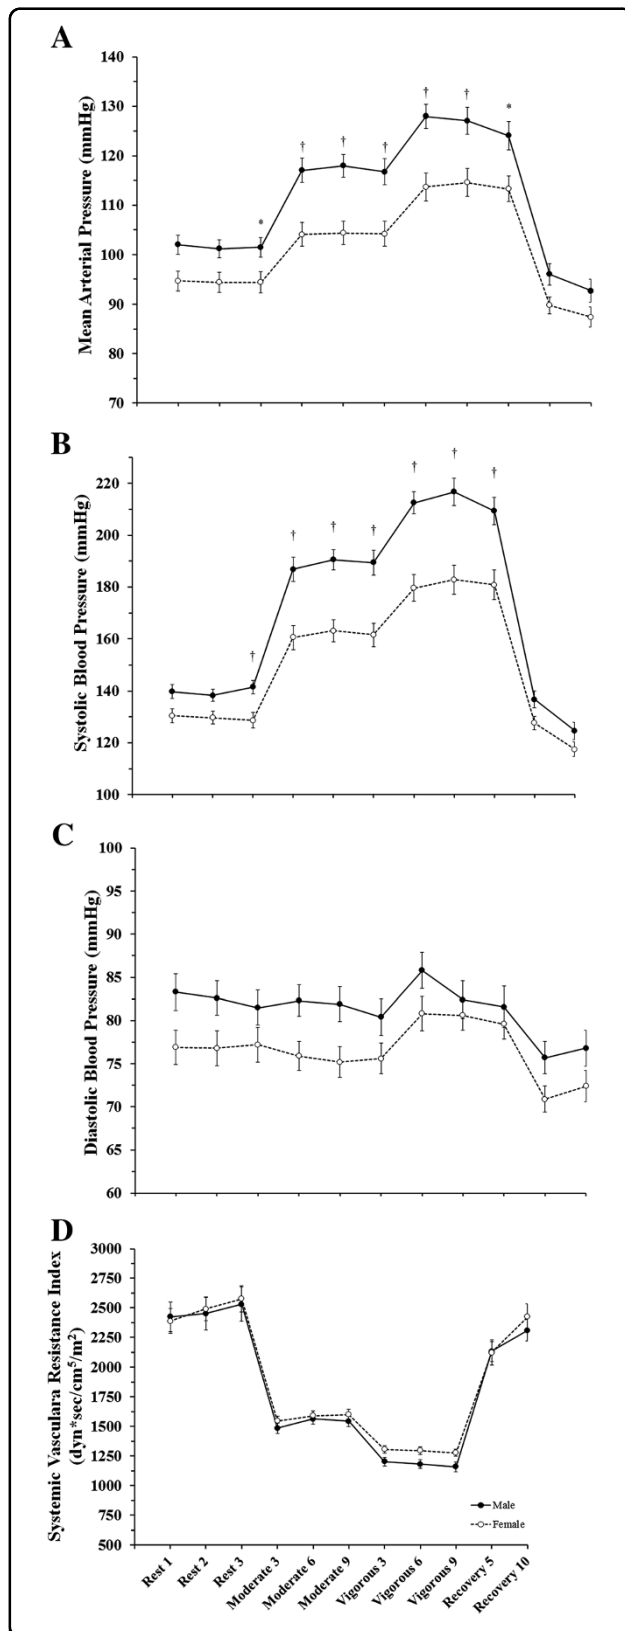 A
Mean Arterial Pressure (mmHg)
140
130
120
110
100
90
80
70
* † † † † † *
B
Systolic Blood Pressure (mmHg)
220
200
180
160
140
120
100
† † † † † † †
C
Diastolic Blood Pressure (mmHg)
100
95
90
85
80
75
70
65
60
D
Systemic Vasculara Resistance Index
(dyn*sec/cm⁵/m²)
3000
2750
2500
2250
2000
1750
1500
1250
1000
750
500
Male
Female
Rest 1
Rest 2
Rest 3
Moderate 3
Moderate 6
Moderate 9
Vigorous 3
Vigorous 6
Vigorous 9
Recovery 5
Recovery 10